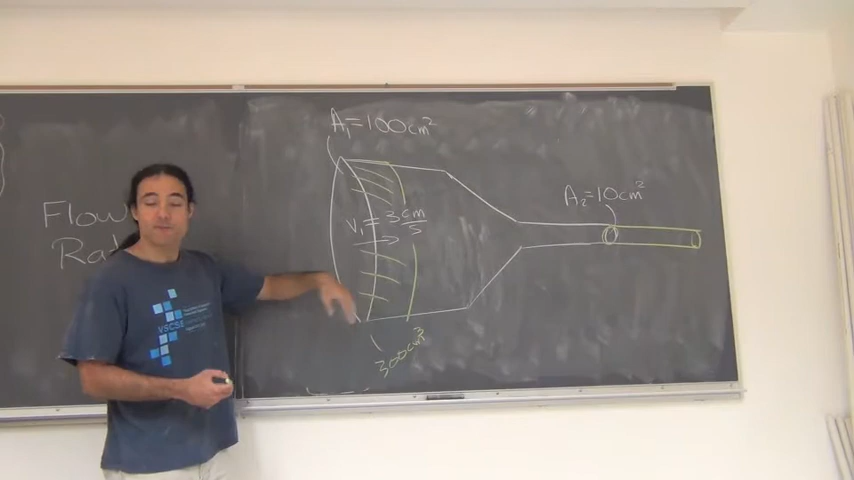 A₁=100cm²
A₂=10cm²
Flow
V₁=3cm/s
300cm³
VSCSE